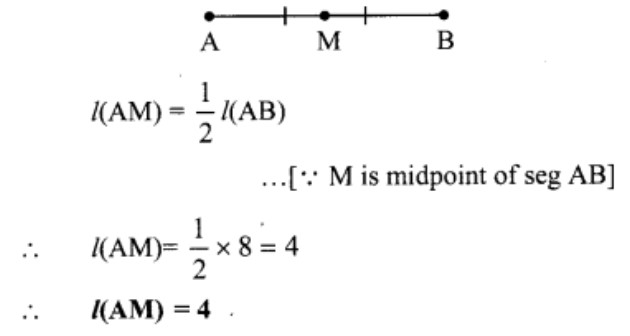 A M B
l(AM) = 1/2 l(AB)
...[∵ M is midpoint of seg AB]
∴ l(AM)= 1/2 × 8 = 4
∴ l(AM) = 4